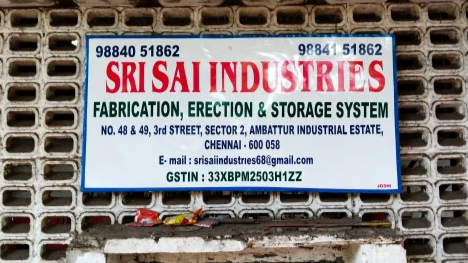 98840 51862 98841 51862
SRI SAI INDUSTRIES
FABRICATION, ERECTION & STORAGE SYSTEM
NO. 48 & 49, 3rd STREET, SECTOR 2, AMBATTUR INDUSTRIAL ESTATE,
CHENNAI - 600 058
E- mail : srisaiindustries68@gmail.com
GSTIN : 33XBPM2503H1ZZ
JOSHI